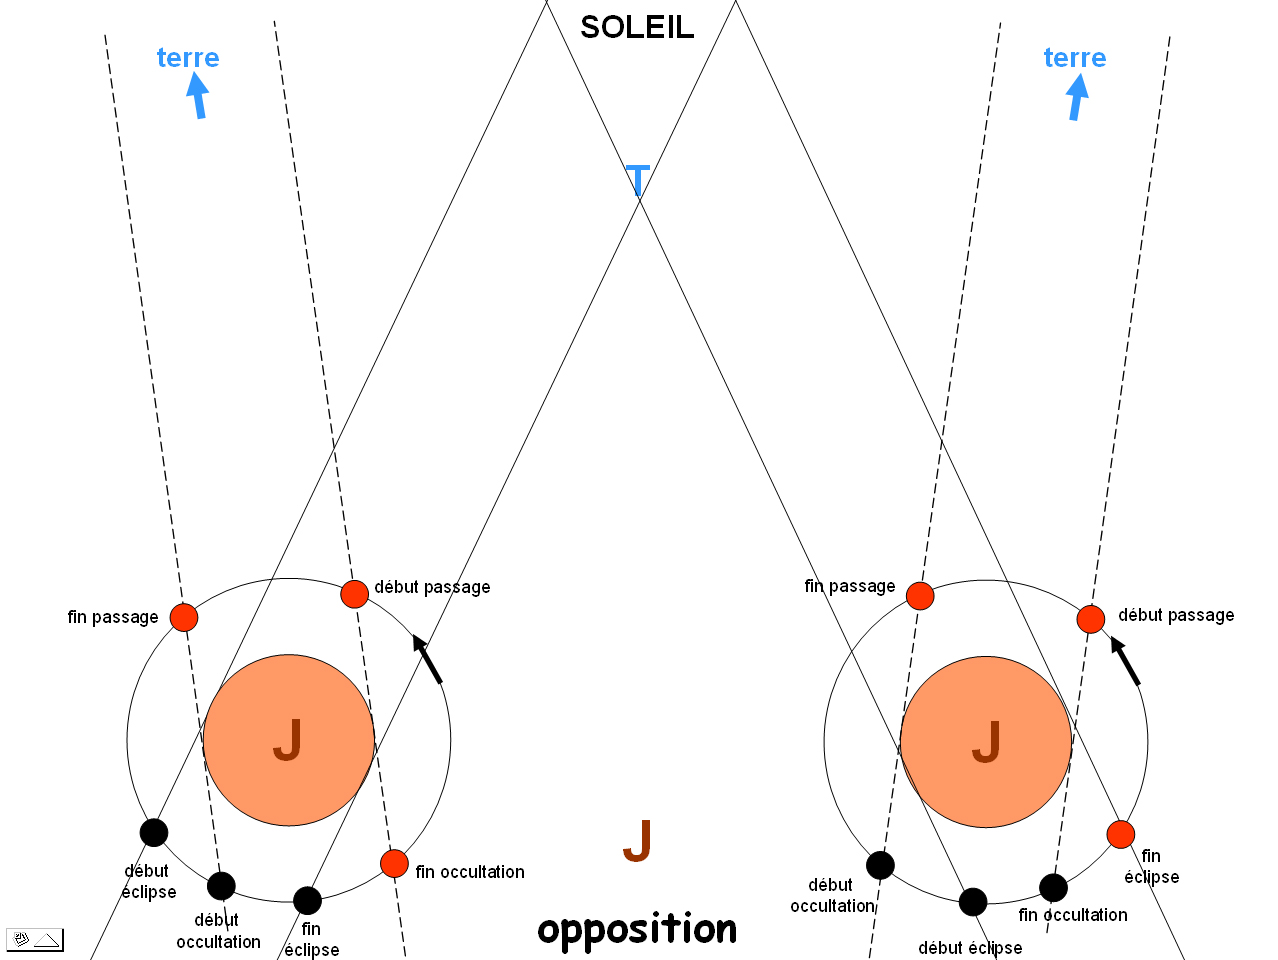 SOLEIL
terre
terre
T
fin passage
début passage
fin passage
début passage
J
J
J
début
éclipse
début
occultation
fin
éclipse
fin occultation
début
occultation
début éclipse
fin occultation
fin
éclipse
opposition